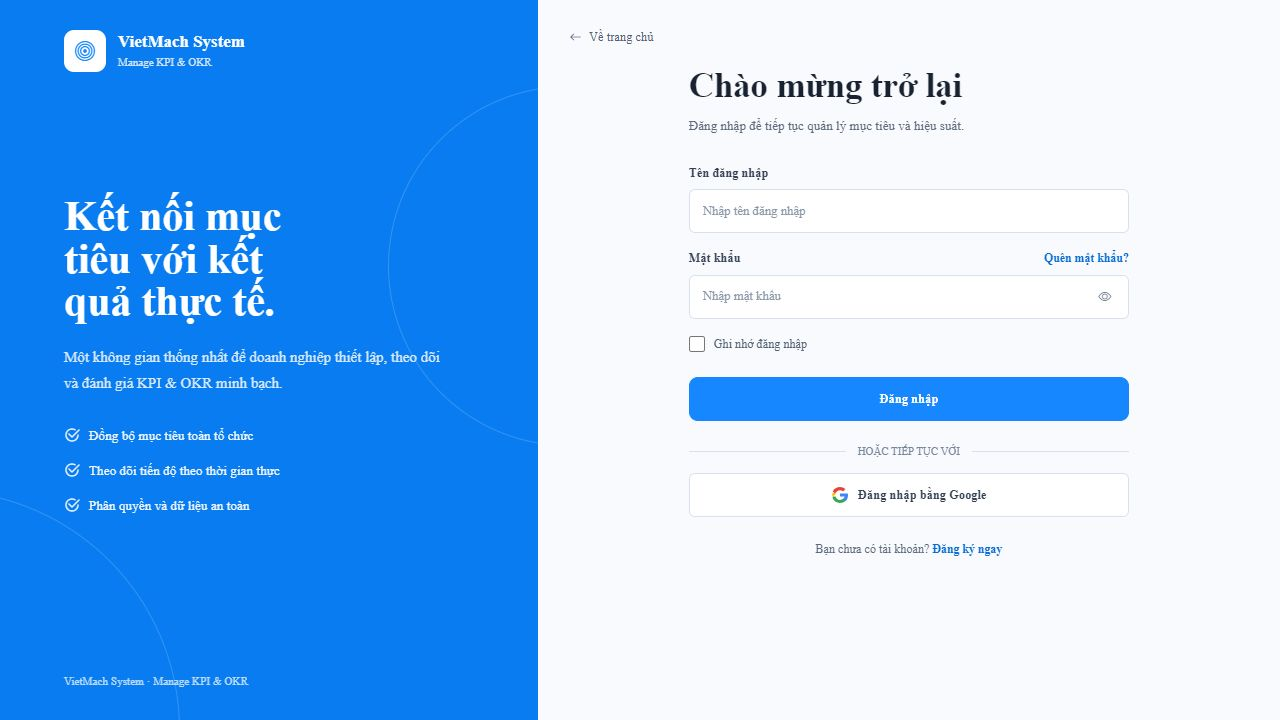 VietMach System
Manage KPI & OKR
Kết nối mục
tiêu với kết
quả thực tế.
Một không gian thống nhất để doanh nghiệp thiết lập, theo dõi
và đánh giá KPI & OKR minh bạch.
Đồng bộ mục tiêu toàn tổ chức
Theo dõi tiến độ theo thời gian thực
Phân quyền và dữ liệu an toàn
VietMach System · Manage KPI & OKR
Về trang chủ
Chào mừng trở lại
Đăng nhập để tiếp tục quản lý mục tiêu và hiệu suất.
Tên đăng nhập
Nhập tên đăng nhập
Mật khẩu
Quên mật khẩu?
Nhập mật khẩu
Ghi nhớ đăng nhập
Đăng nhập
HOẶC TIẾP TỤC VỚI
Đăng nhập bằng Google
Bạn chưa có tài khoản? Đăng ký ngay